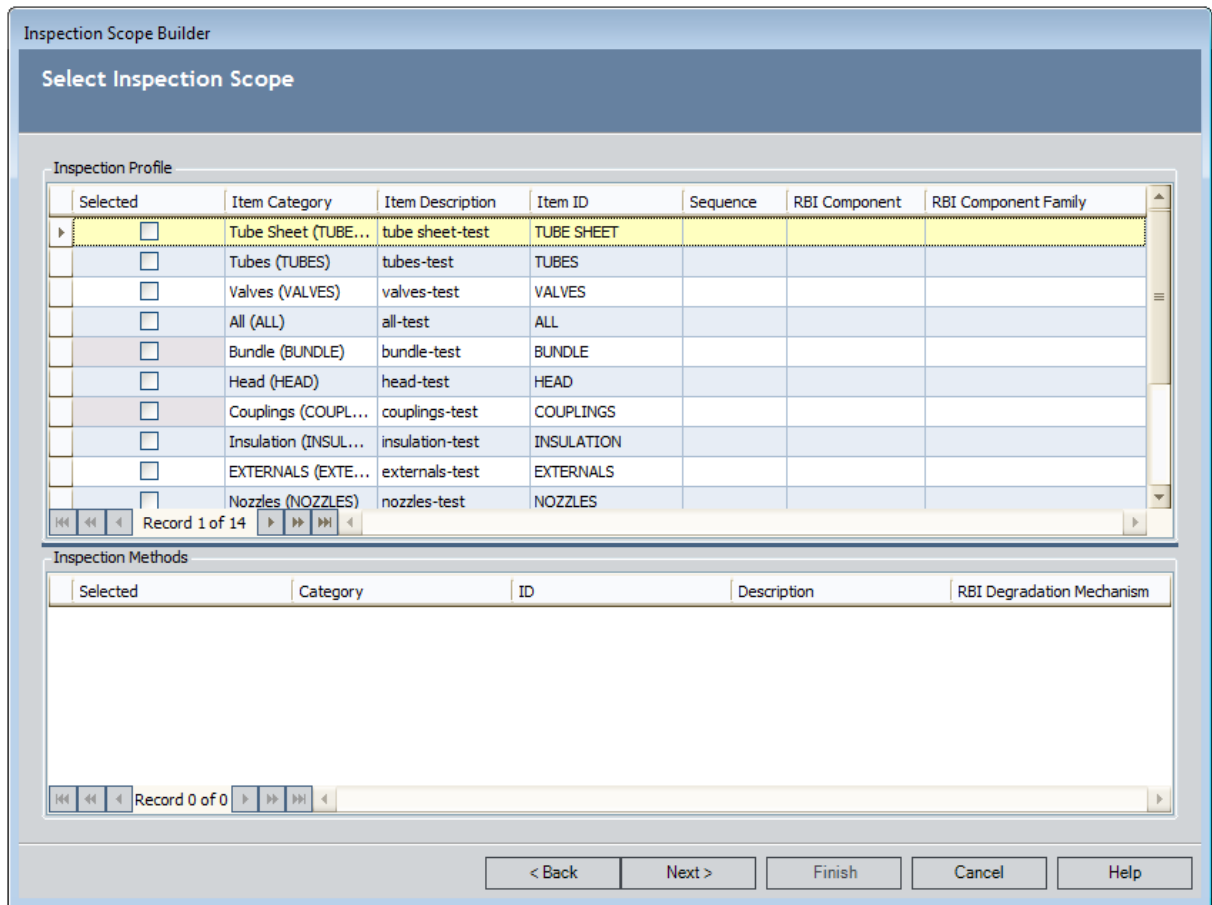 Inspection Scope Builder
Select Inspection Scope
Inspection Profile
Selected Item Category Item Description Item ID Sequence RBI Component RBI Component Family
Tube Sheet (TUBE... tube sheet-test TUBE SHEET
Tubes (TUBES) tubes-test TUBES
Valves (VALVES) valves-test VALVES
All (ALL) all-test ALL
Bundle (BUNDLE) bundle-test BUNDLE
Head (HEAD) head-test HEAD
Couplings (COUPL... couplings-test COUPLINGS
Insulation (INSUL... insulation-test INSULATION
EXTERNALS (EXTE... externals-test EXTERNALS
Nozzles (NOZZLES) nozzles-test NOZZLES
Record 1 of 14
Inspection Methods
Selected Category ID Description RBI Degradation Mechanism
Record 0 of 0
< Back Next > Finish Cancel Help